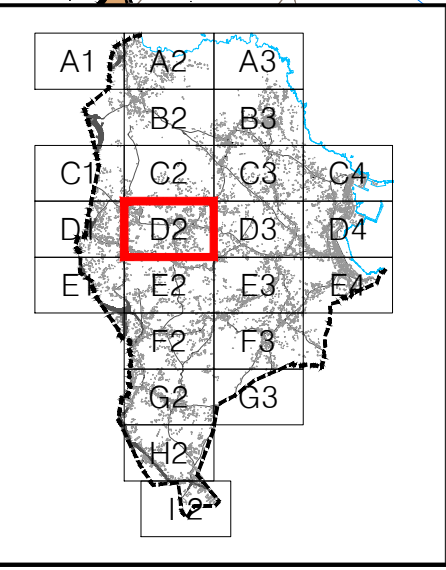 A1 A2 A3
B2 B3
C1 C2 C3 C4
D1 D2 D3 D4
E1 E2 E3 E4
F2 F3
G2 G3
H2
I2